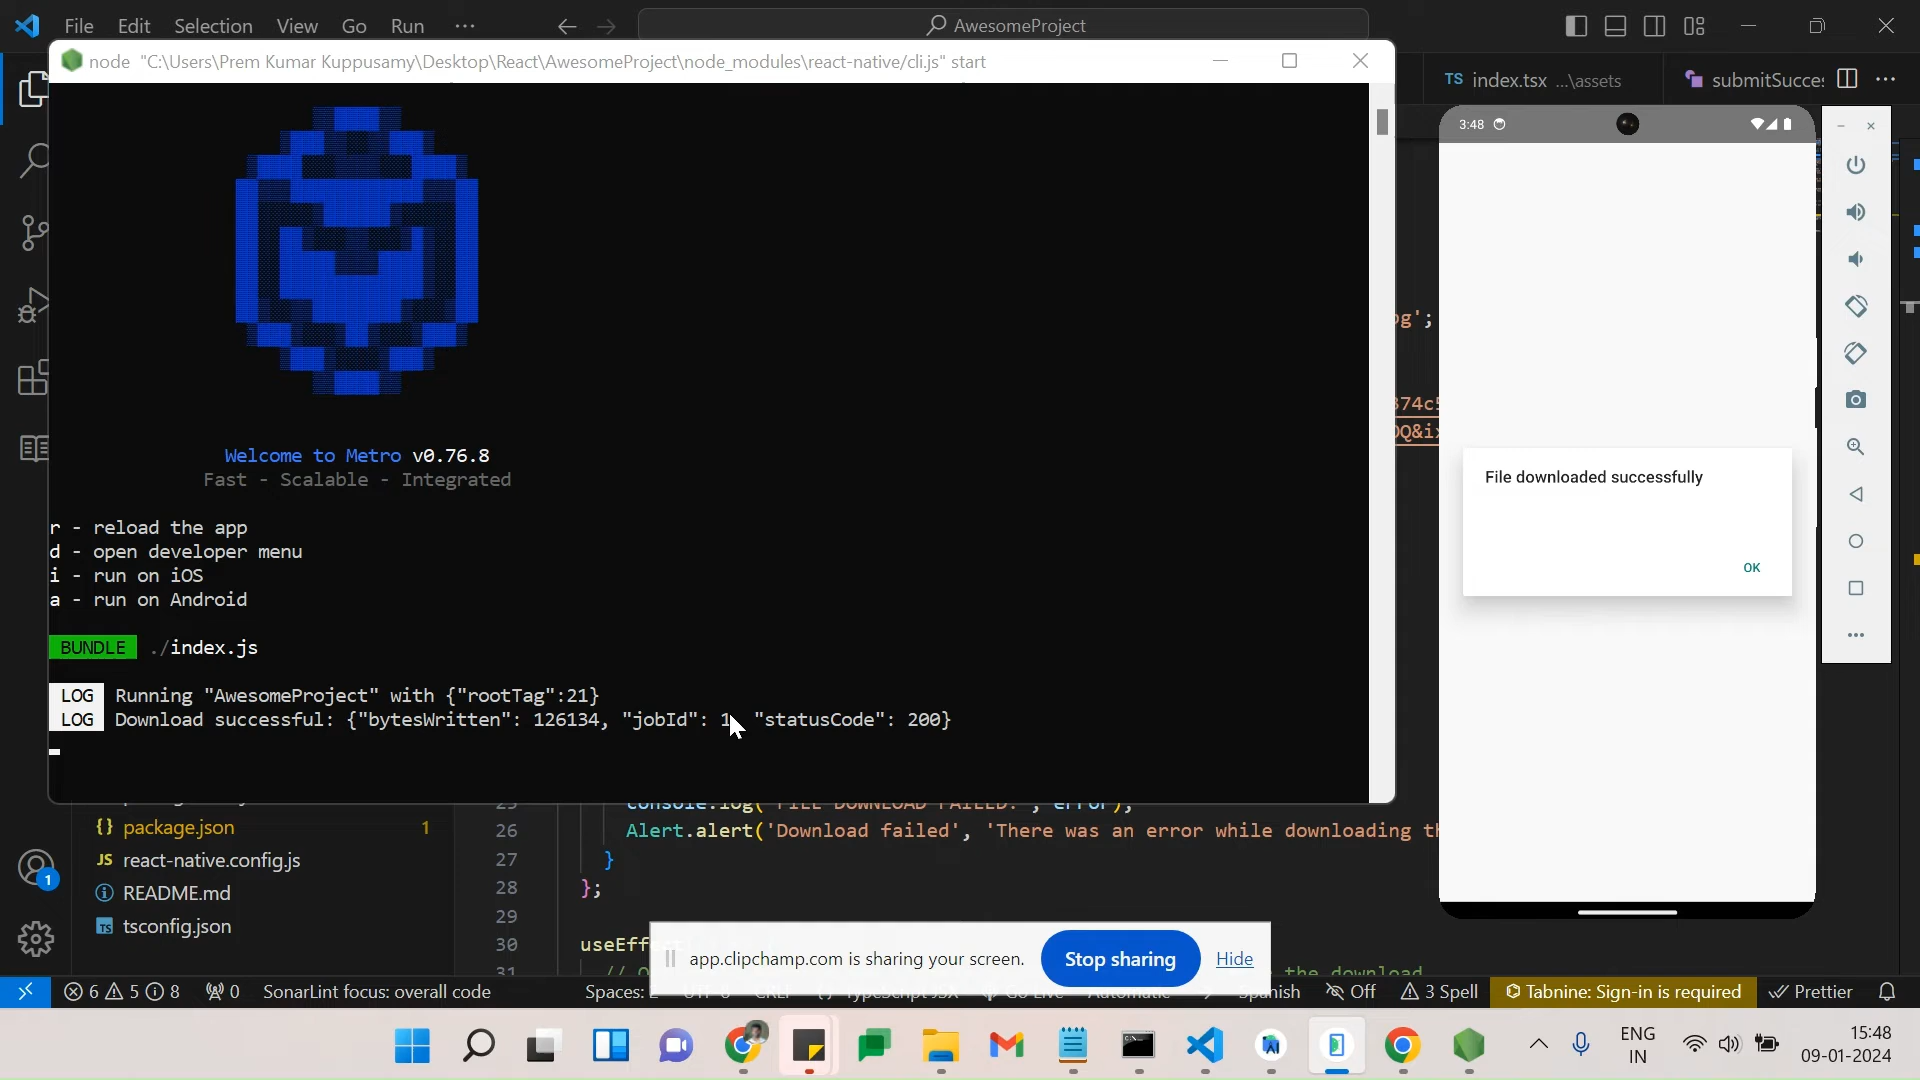 File Edit Selection View Go Run ··· AwesomeProject
node "C:\Users\Prem Kumar Kuppusamy\Desktop\React\AwesomeProject\node_modules\react-native/cli.js" start
TS index.tsx ...\assets
submitSucces
3:48
Welcome to Metro v0.76.8
Fast - Scalable - Integrated
r - reload the app
d - open developer menu
i - run on iOS
a - run on Android
BUNDLE ./index.js
LOG Running "AwesomeProject" with {"rootTag":21}
LOG Download successful: {"bytesWritten": 126134, "jobId": 1, "statusCode": 200}
File downloaded successfully
OK
{} package.json 1
JS react-native.config.js
README.md
TS tsconfig.json
26 Alert.alert('Download failed', 'There was an error while downloading th
27 }
28 };
29
30 useEff
31 the download
app.clipchamp.com is sharing your screen. Stop sharing Hide
6 5 8 0 SonarLint focus: overall code Spaces: Spanish Off 3 Spell Tabnine: Sign-in is required Prettier
ENG
IN
15:48
09-01-2024